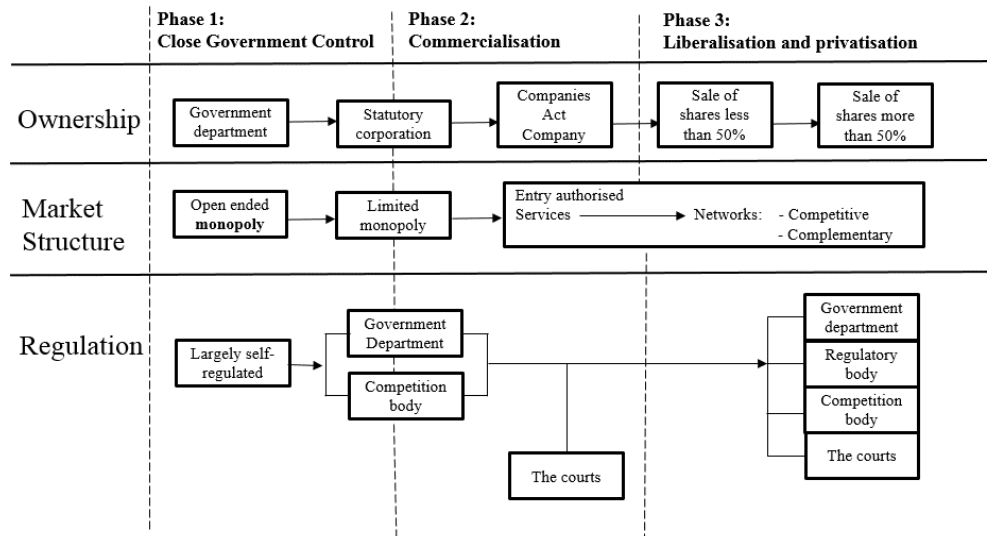 Phase 1:
Close Government Control
Phase 2:
Commercialisation
Phase 3:
Liberalisation and privatisation
Ownership
Government
department
Statutory
corporation
Companies
Act
Company
Sale of
shares less
than 50%
Sale of
shares more
than 50%
Market
Structure
Open ended
monopoly
Limited
monopoly
Entry authorised
Services
Networks:
- Competitive
- Complementary
Regulation
Largely self-
regulated
Government
Department
Competition
body
The courts
Government
department
Regulatory
body
Competition
body
The courts